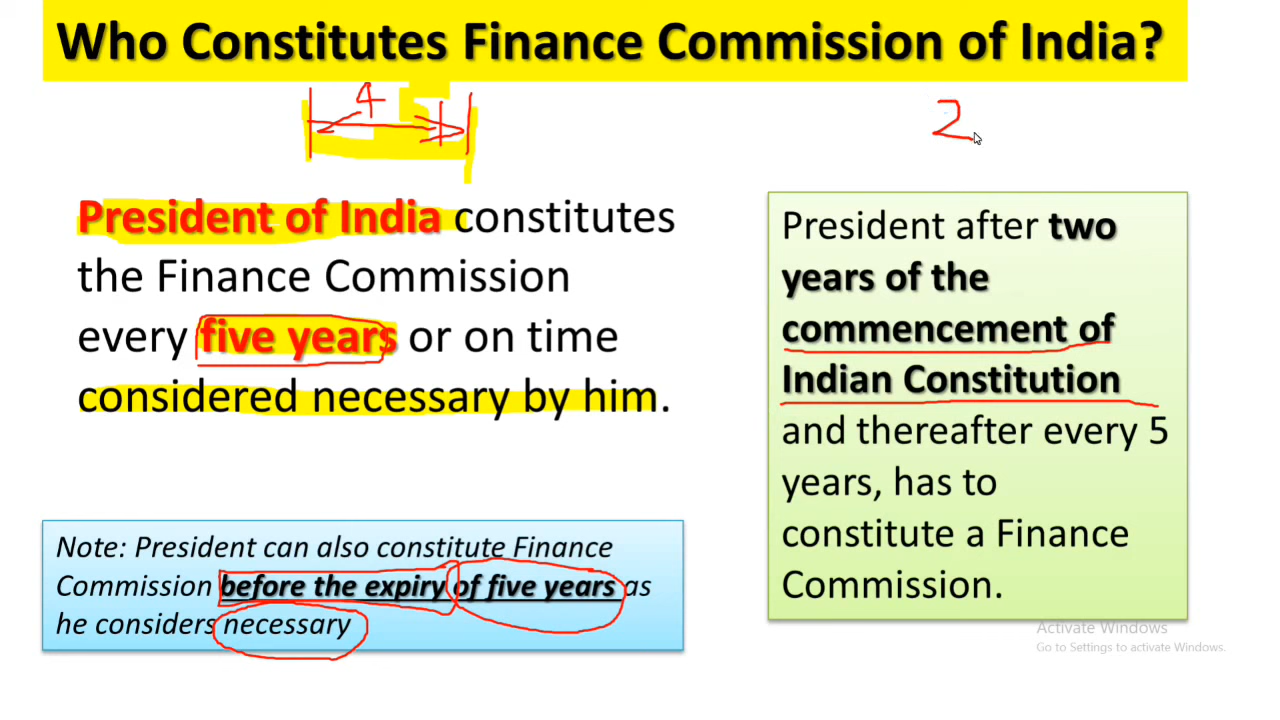 Who Constitutes Finance Commission of India?
4
2
President of India constitutes
the Finance Commission
every five years or on time
considered necessary by him.
President after two
years of the
commencement of
Indian Constitution
and thereafter every 5
years, has to
constitute a Finance
Commission.
Note: President can also constitute Finance
Commission before the expiry of five years as
he considers necessary
Activate Windows
Go to Settings to activate Windows.